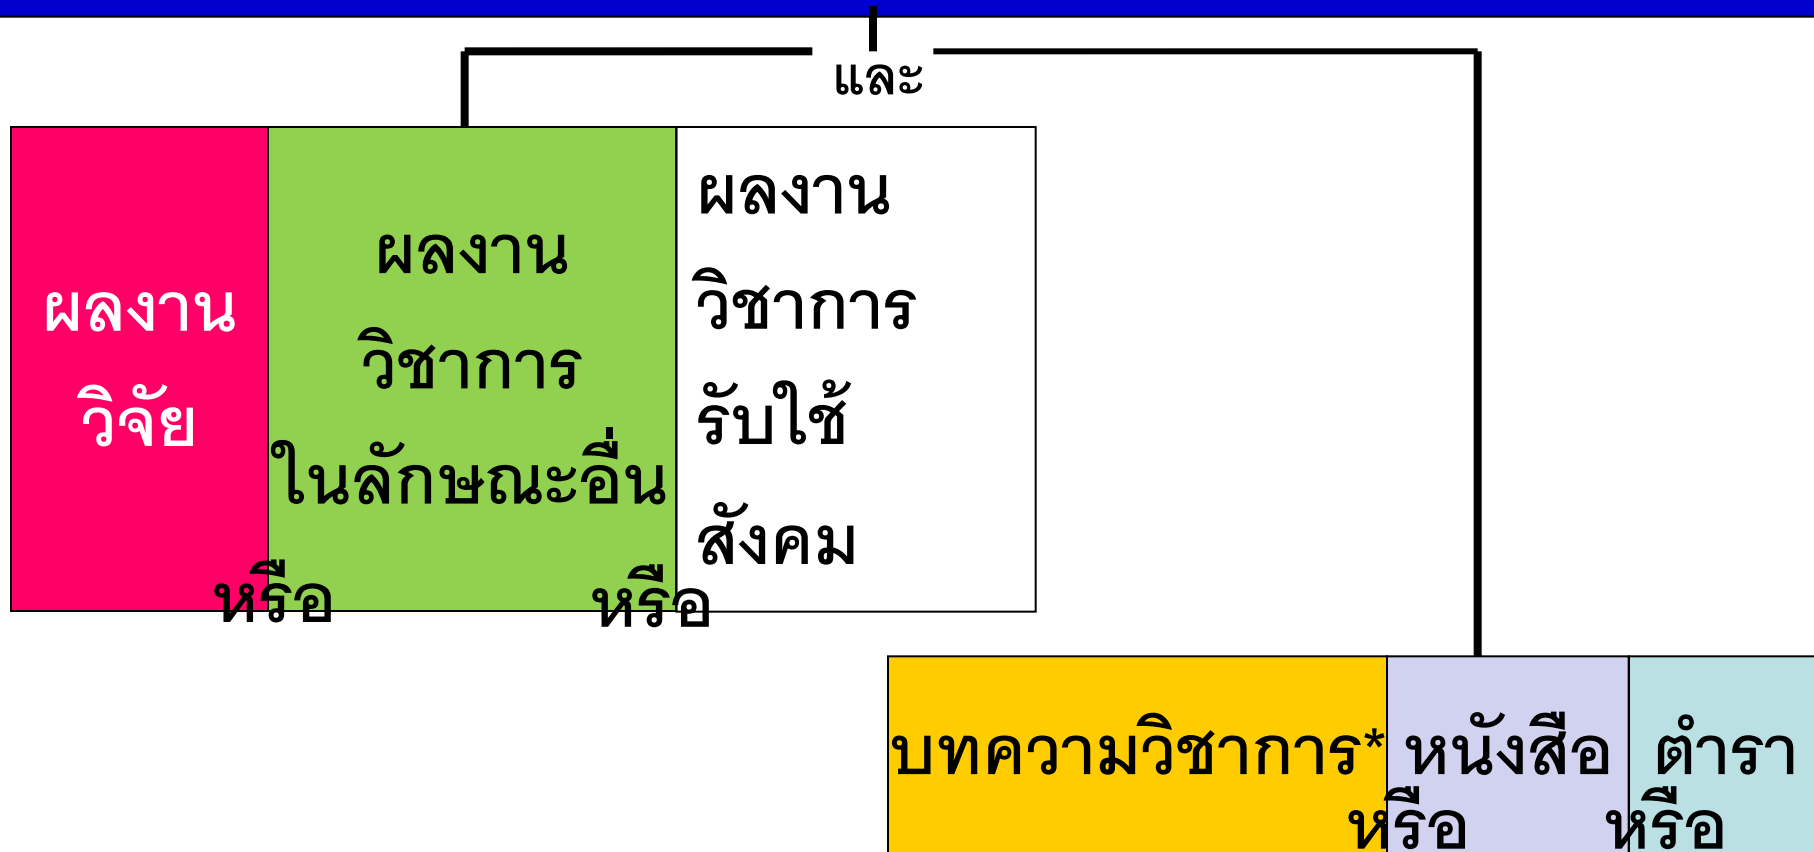 และ
ผลงาน
วิจัย
หรือ
ผลงาน
วิชาการ
ในลักษณะอื่น
หรือ
ผลงาน
วิชาการ
รับใช้
สังคม
บทความวิชาการ*
หรือ
หนังสือ
หรือ
ตำรา